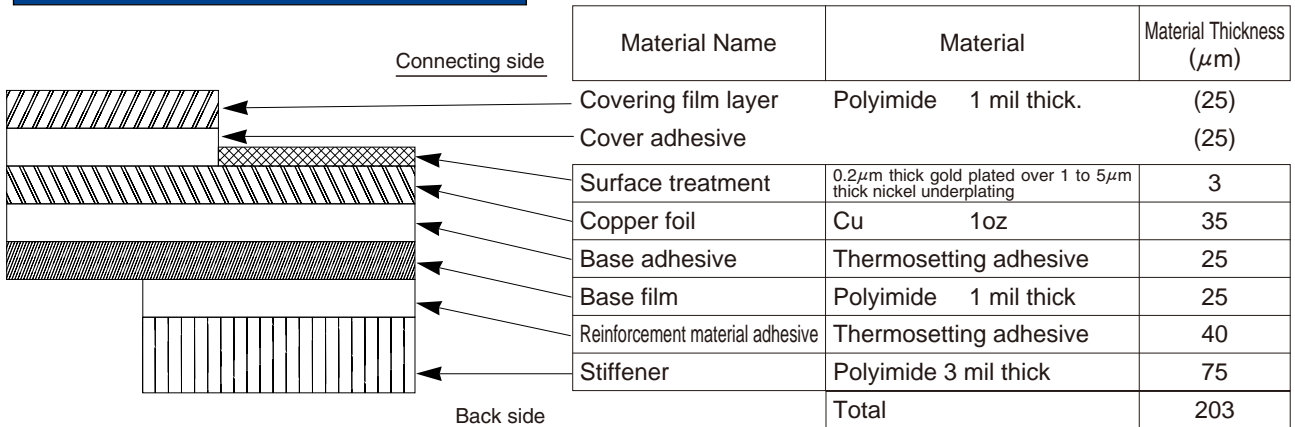 Connecting side
Material Name Material Material Thickness
(μm)
Covering film layer Polyimide 1 mil thick. (25)
Cover adhesive (25)
Surface treatment 0.2μm thick gold plated over 1 to 5μm
thick nickel underplating 3
Copper foil Cu 1oz 35
Base adhesive Thermosetting adhesive 25
Base film Polyimide 1 mil thick 25
Reinforcement material adhesive Thermosetting adhesive 40
Stiffener Polyimide 3 mil thick 75
Back side Total 203